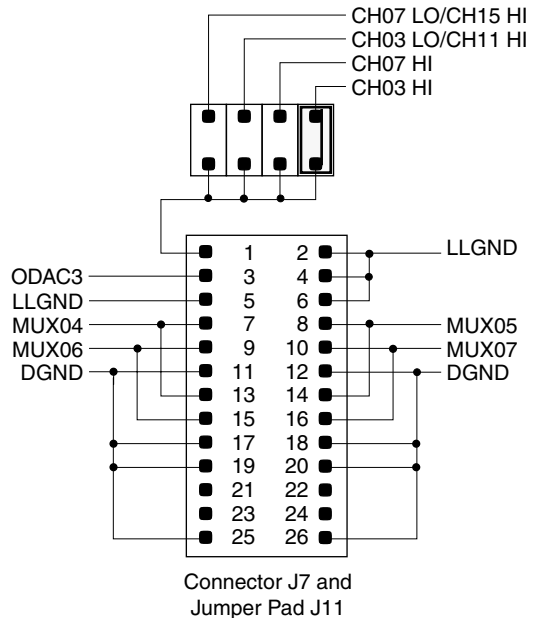 CH07 LO/CH15 HI
CH03 LO/CH11 HI
CH07 HI
CH03 HI
1 2 LLGND
ODAC3 3 4
LLGND 5 6
MUX04 7 8 MUX05
MUX06 9 10 MUX07
DGND 11 12 DGND
13 14
15 16
17 18
19 20
21 22
23 24
25 26
Connector J7 and
Jumper Pad J11